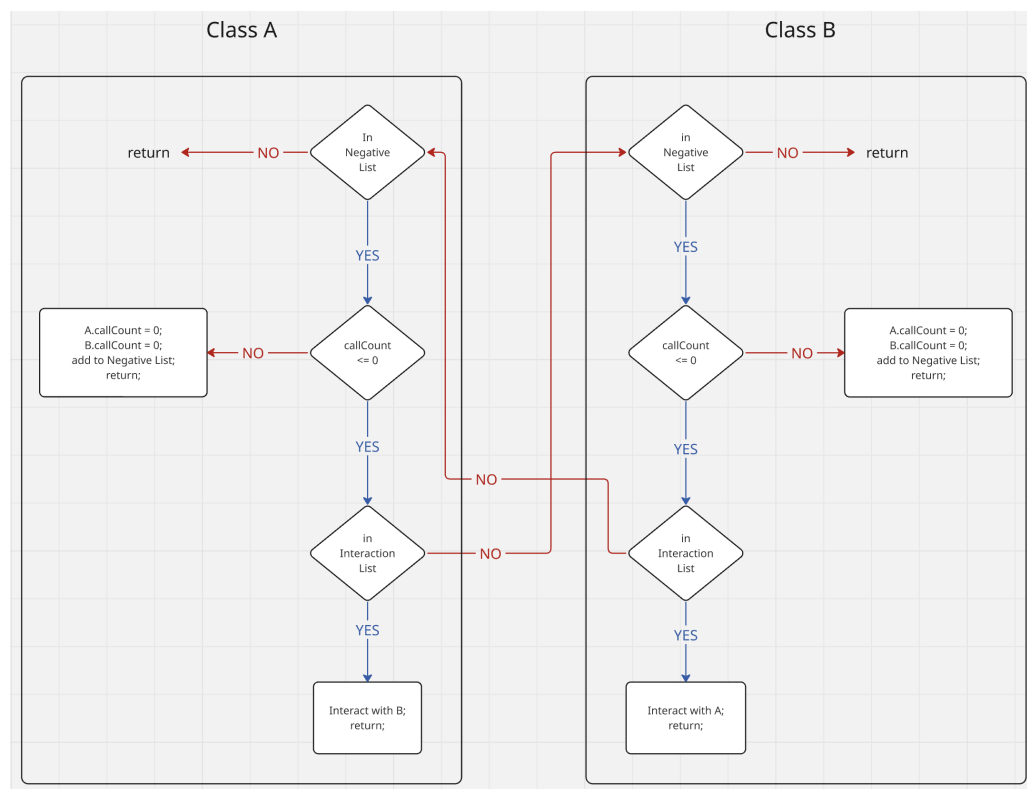 Class A
Class B
In
Negative
List
NO
return
YES
callCount
<= 0
NO
A.callCount = 0;
B.callCount = 0;
add to Negative List;
return;
YES
in
Interaction
List
NO
YES
Interact with B;
return;
in
Negative
List
NO
return
YES
callCount
<= 0
NO
A.callCount = 0;
B.callCount = 0;
add to Negative List;
return;
YES
in
Interaction
List
NO
YES
Interact with A;
return;